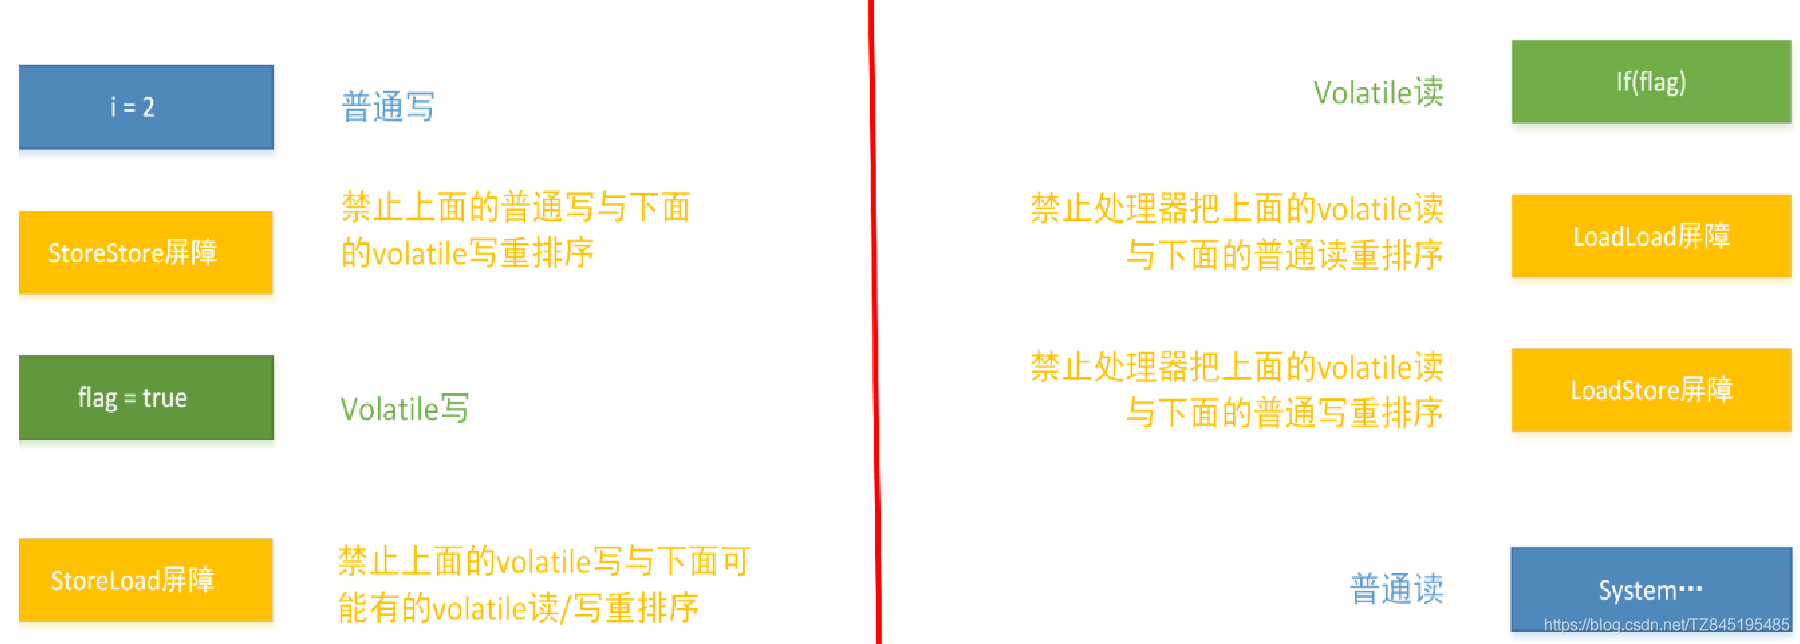 i = 2
普通写
StoreStore屏障
禁止上面的普通写与下面
的volatile写重排序
flag = true
Volatile写
StoreLoad屏障
禁止上面的volatile写与下面可
能有的volatile读/写重排序
Volatile读
If(flag)
禁止处理器把上面的volatile读
与下面的普通读重排序
LoadLoad屏障
禁止处理器把上面的volatile读
与下面的普通写重排序
LoadStore屏障
普通读
System···
https://blog.csdn.net/TZ845195485